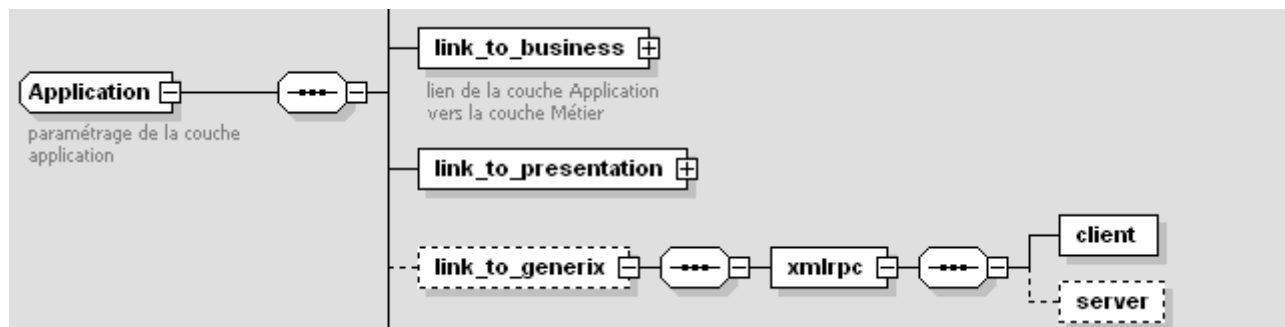 link_to_business
lien de la couche Application
vers la couche Métier
Application
paramétrage de la couche
application
link_to_presentation
link_to_generix
xmlrpc
client
server